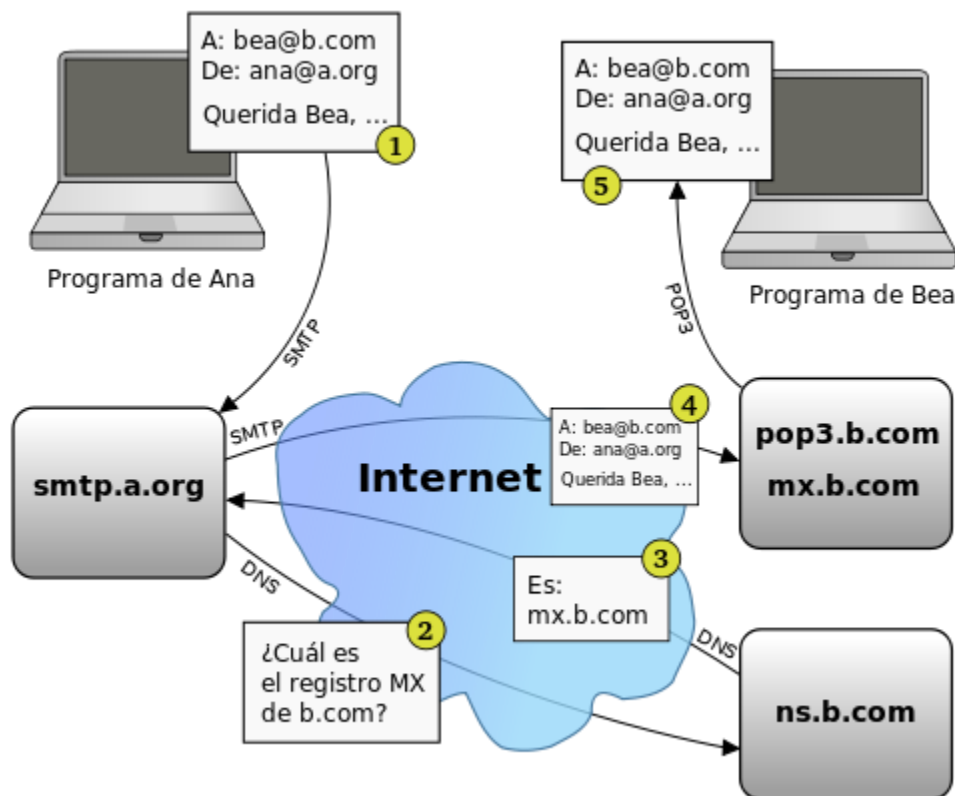 A: bea@b.com
De: ana@a.org
Querida Bea, ...
1
Programa de Ana
A: bea@b.com
De: ana@a.org
Querida Bea, ...
5
Programa de Bea
SMTP
POP3
smtp.a.org
SMTP
Internet
A: bea@b.com
De: ana@a.org
Querida Bea, ...
4
pop3.b.com
mx.b.com
DNS
¿Cuál es
el registro MX
de b.com?
2
Es:
mx.b.com
3
DNS
ns.b.com